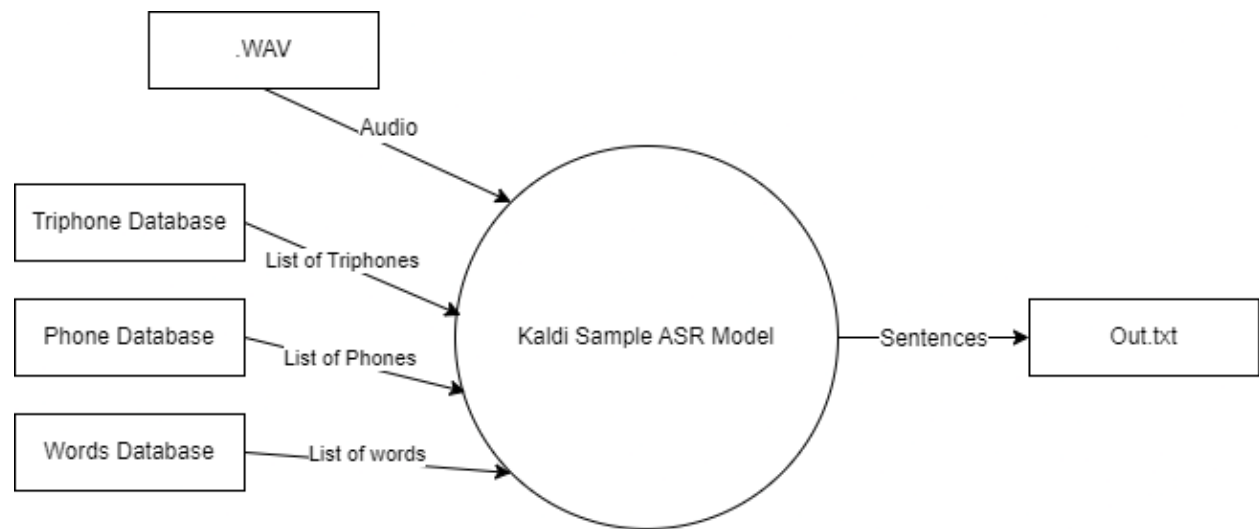 .WAV
Audio
Triphone Database
List of Triphones
Phone Database
List of Phones
Words Database
List of words
Kaldi Sample ASR Model
Sentences
Out.txt